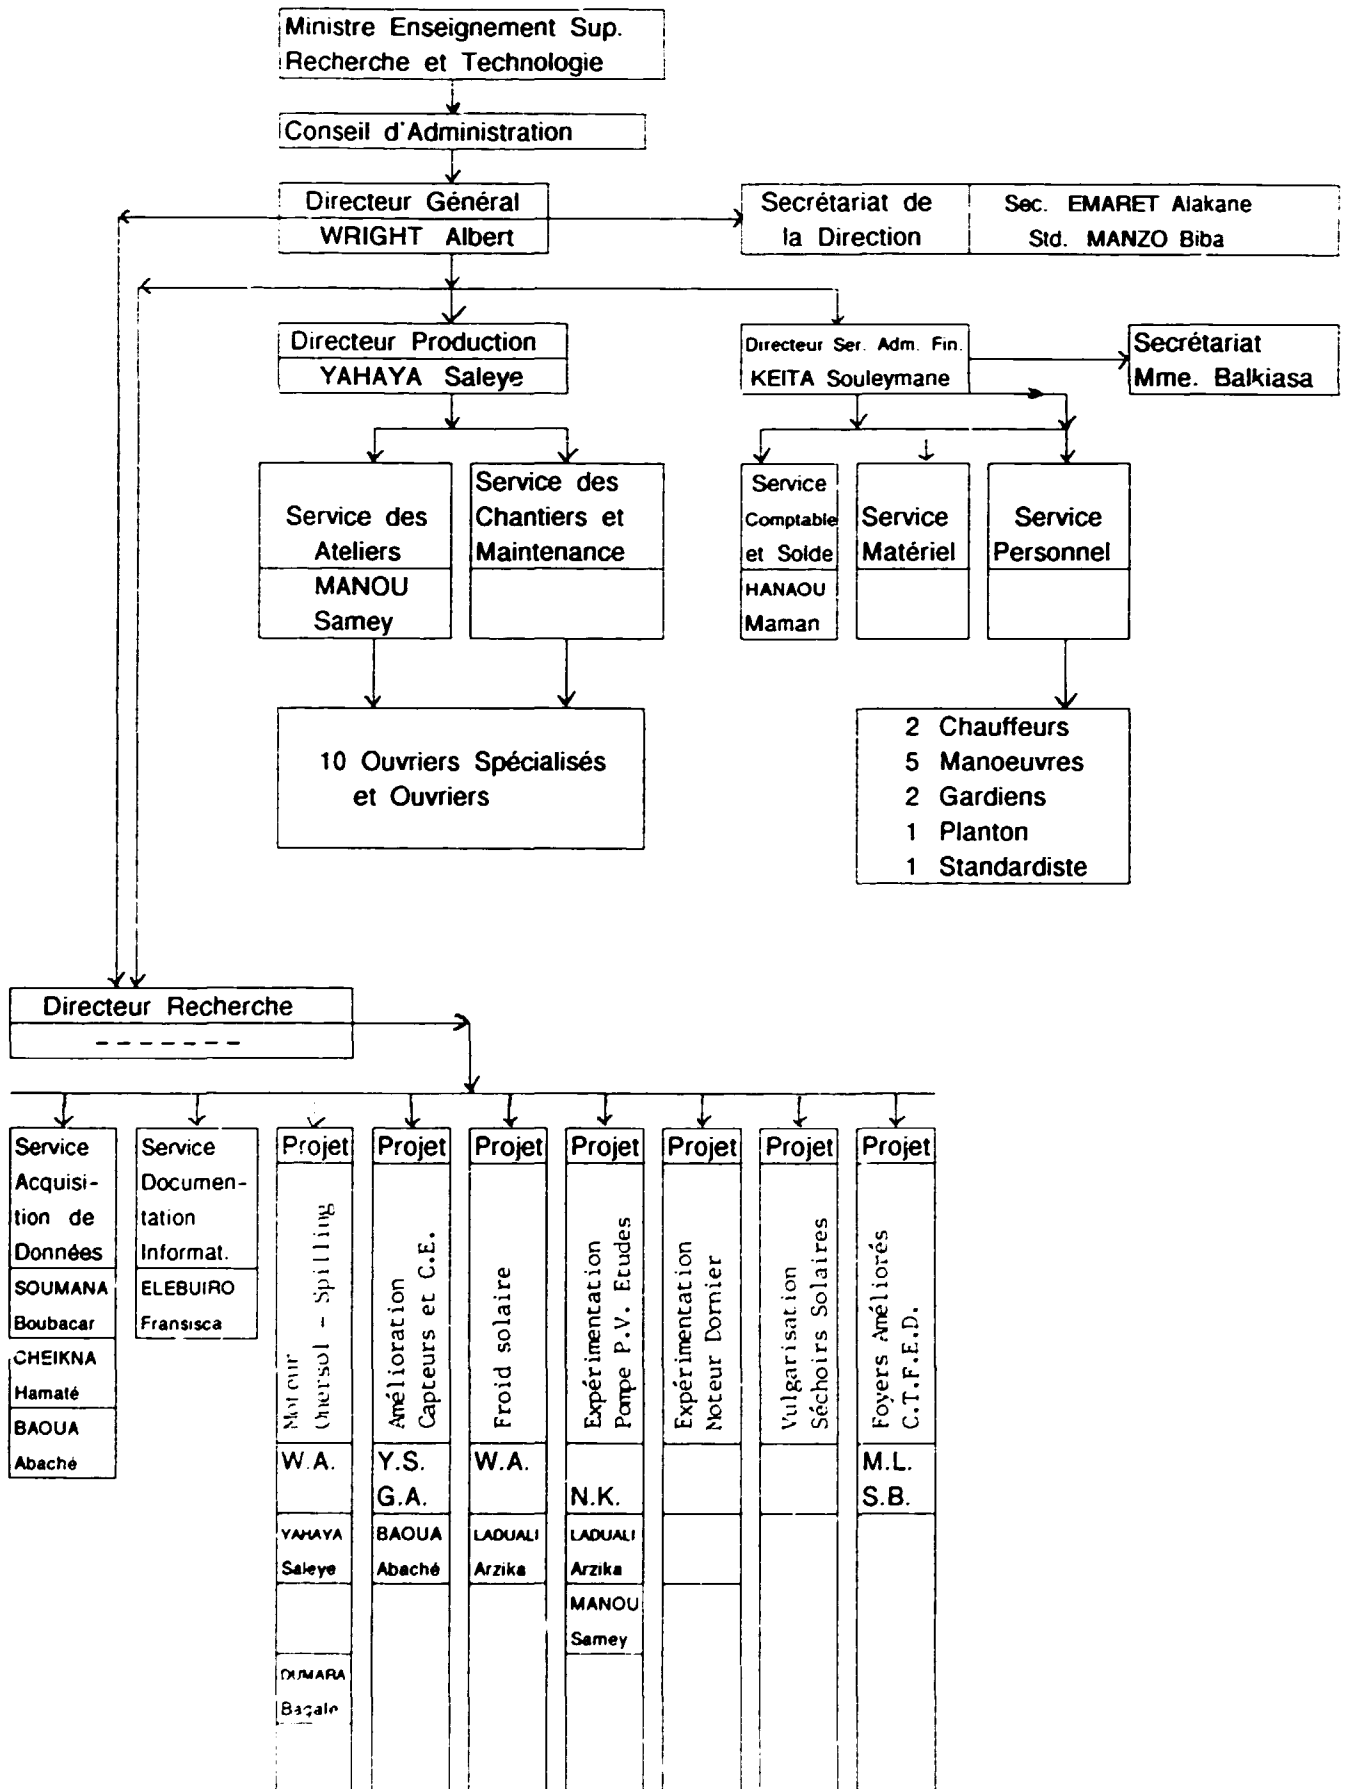 Ministre Enseignement Sup.
Recherche et Technologie
Conseil d'Administration
Directeur Général
WRIGHT Albert
Secrétariat de
la Direction
Sec. EMARET Alakane
Std. MANZO Biba
Directeur Production
YAHAYA Saleye
Directeur Ser. Adm. Fin.
KEITA Souleymane
Secrétariat
Mme. Balkiasa
Service des
Ateliers
MANOU
Samey
Service des
Chantiers et
Maintenance
Service
Comptable
et Solde
HANAOU
Maman
Service
Matériel
Service
Personnel
10 Ouvriers Spécialisés
et Ouvriers
2 Chauffeurs
5 Manoeuvres
2 Gardiens
1 Planton
1 Standardiste
Directeur Recherche
- - - - - - -
Service
Acquisi-
tion de
Données
SOUMANA
Boubacar
CHEIKNA
Hamaté
BAOUA
Abaché
Service
Documen-
tation
Informat.
ELEBUIRO
Fransisca
Projet
Moteur
Onersol - Spilling
W.A.
YAHAYA
Saleye
Projet
Amélioration
Capteurs et C.E.
Y.S.
G.A.
BAOUA
Abaché
Projet
Froid solaire
W.A.
LADUALI
Arzika
Projet
Expérimentation
Pompe P.V. Etudes
N.K.
LADUALI
Arzika
MANOU
Samey
Projet
Expérimentation
Moteur Dornier
Projet
Vulgarisation
Séchoirs Solaires
Projet
Foyers Améliorés
C.T.F.E.D.
M.L.
S.B.